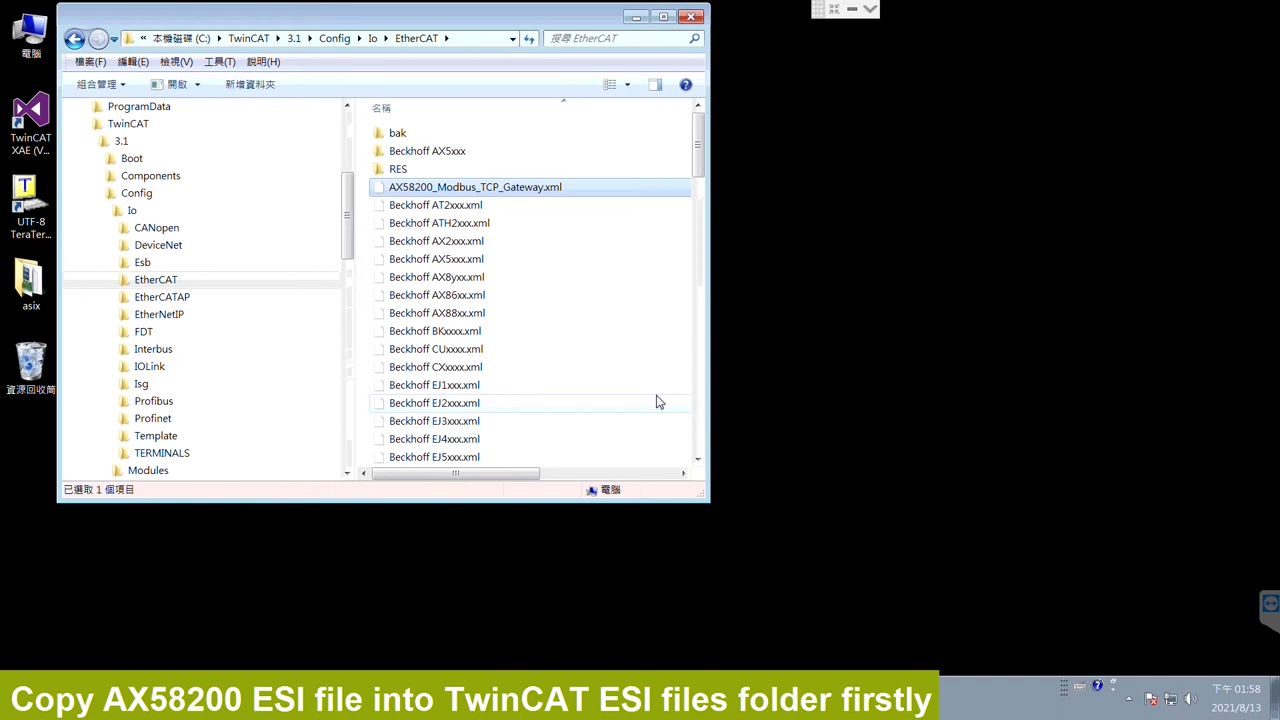 電腦
TwinCAT
XAE (V...
UTF-8
TeraTer...
asix
資源回收筒
« 本機磁碟 (C:) ▸ TwinCAT ▸ 3.1 ▸ Config ▸ Io ▸ EtherCAT ▸
搜尋 EtherCAT
檔案(F) 編輯(E) 檢視(V) 工具(T) 說明(H)
組合管理 開啟 新增資料夾
ProgramData
TwinCAT
3.1
Boot
Components
Config
Io
CANopen
DeviceNet
Esb
EtherCAT
EtherCATAP
EtherNetIP
FDT
Interbus
IOLink
Isg
Profibus
Profinet
Template
TERMINALS
Modules
名稱
bak
Beckhoff AX5xxx
RES
AX58200_Modbus_TCP_Gateway.xml
Beckhoff AT2xxx.xml
Beckhoff ATH2xxx.xml
Beckhoff AX2xxx.xml
Beckhoff AX5xxx.xml
Beckhoff AX8yxx.xml
Beckhoff AX86xx.xml
Beckhoff AX88xx.xml
Beckhoff BKxxxx.xml
Beckhoff CUxxxx.xml
Beckhoff CXxxxx.xml
Beckhoff EJ1xxx.xml
Beckhoff EJ2xxx.xml
Beckhoff EJ3xxx.xml
Beckhoff EJ4xxx.xml
Beckhoff EJ5xxx.xml
已選取 1 個項目
電腦
Copy AX58200 ESI file into TwinCAT ESI files folder firstly
下午 01:58
2021/8/13